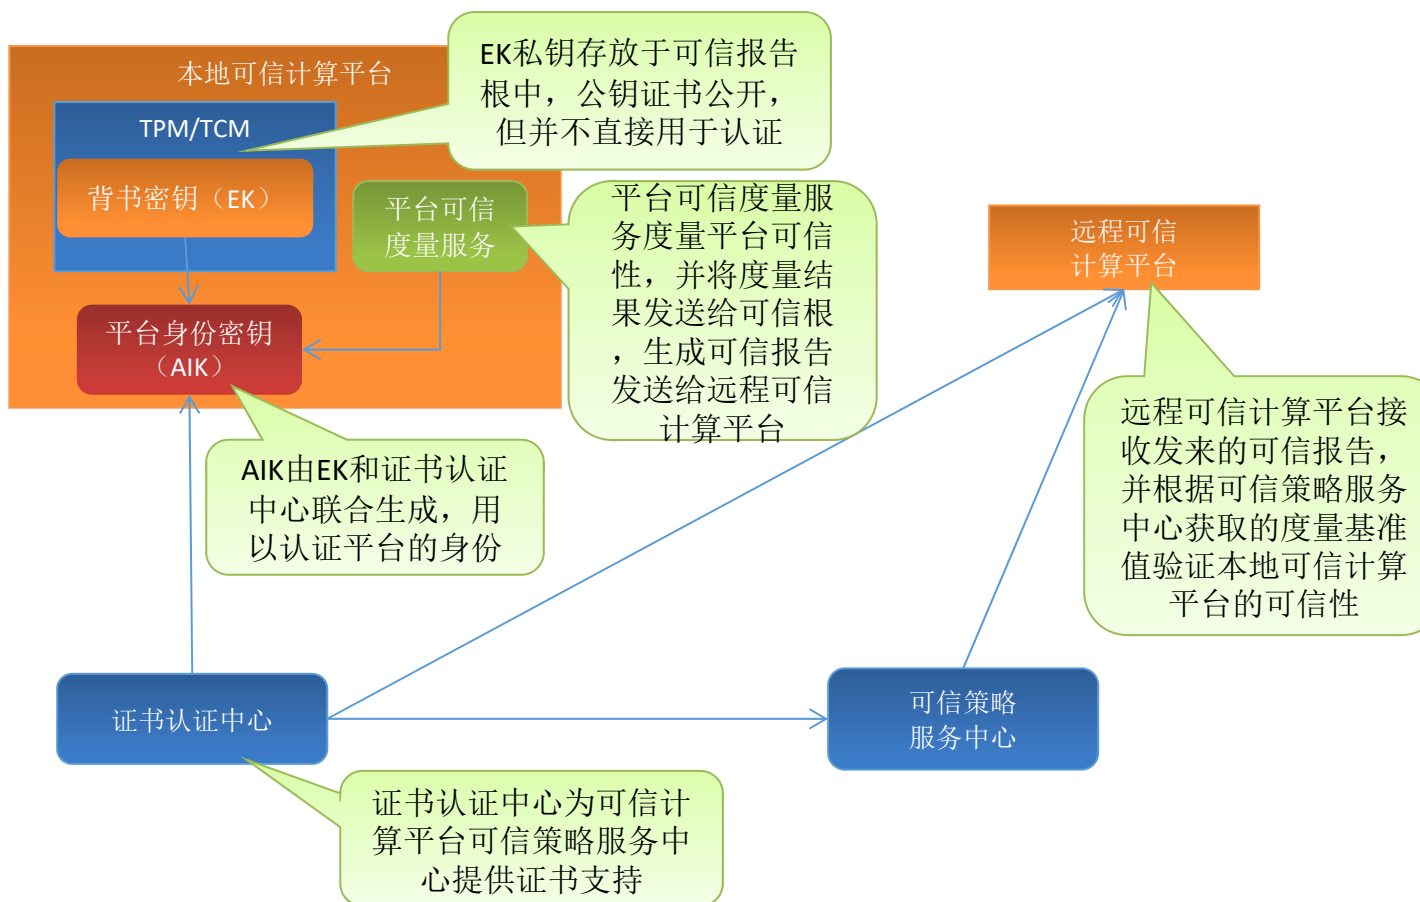 本地可信计算平台
TPM/TCM
背书密钥（EK）
平台可信
度量服务
平台身份密钥
（AIK）
EK私钥存放于可信报告
根中，公钥证书公开，
但并不直接用于认证
平台可信度量服
务度量平台可信
性，并将度量结
果发送给可信根
，生成可信报告
发送给远程可信
计算平台
远程可信
计算平台
AIK由EK和证书认证
中心联合生成，用
以认证平台的身份
远程可信计算平台接
收发来的可信报告，
并根据可信策略服务
中心获取的度量基准
值验证本地可信计算
平台的可信性
证书认证中心
可信策略
服务中心
证书认证中心为可信计
算平台可信策略服务中
心提供证书支持